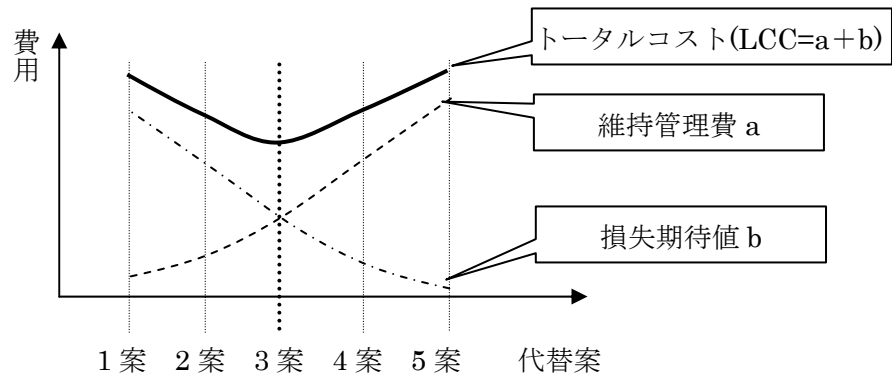 費用
トータルコスト(LCC=a+b)
維持管理費 a
損失期待値 b
1案 2案 3案 4案 5案 代替案